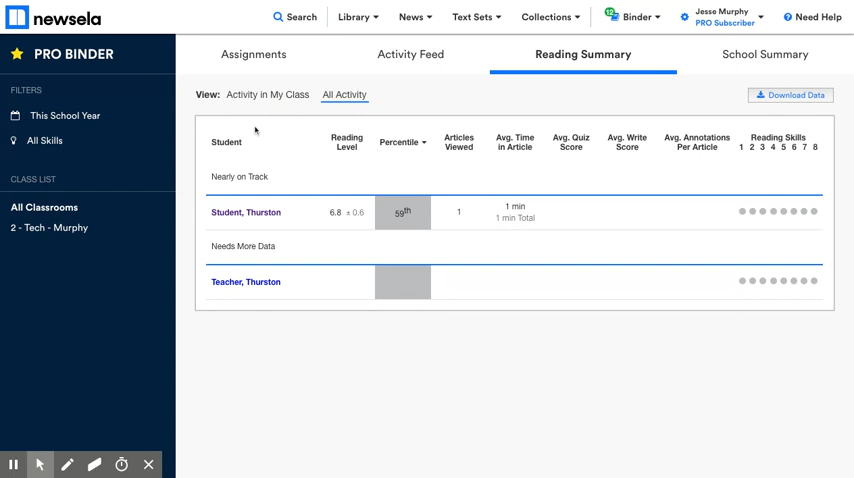 newsela
Search
Library
News
Text Sets
Collections
12
Binder
Jesse Murphy
PRO Subscriber
Need Help
PRO BINDER
FILTERS
This School Year
All Skills
CLASS LIST
All Classrooms
2 - Tech - Murphy
Assignments
Activity Feed
Reading Summary
School Summary
View: Activity in My Class All Activity
Download Data
Student
Reading
Level
Percentile
Articles
Viewed
Avg. Time
in Article
Avg. Quiz
Score
Avg. Write
Score
Avg. Annotations
Per Article
Reading Skills
1 2 3 4 5 6 7 8
Nearly on Track
Student, Thurston 6.8 ± 0.6 59th 1 1 min
1 min Total
Needs More Data
Teacher, Thurston